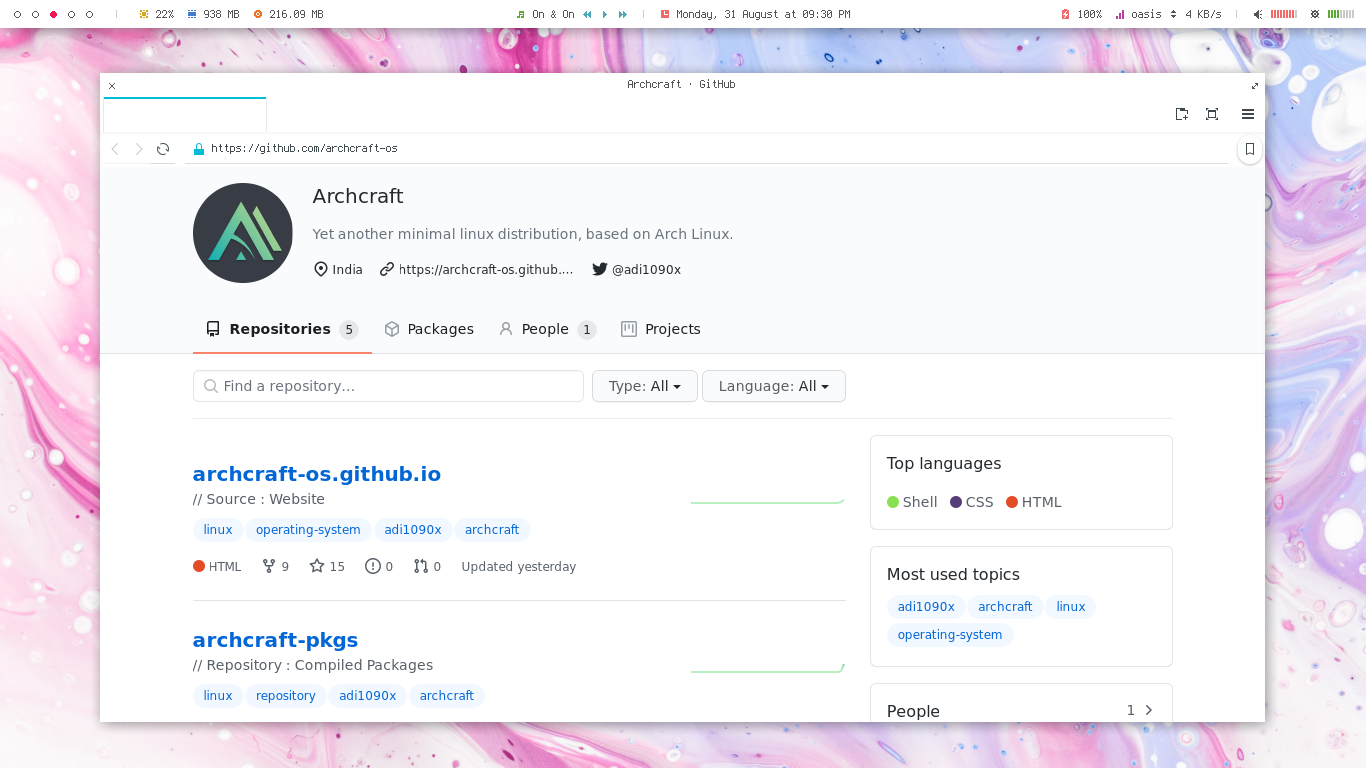 22% 938 MB 216.09 MB On & On Monday, 31 August at 09:30 PM 100% oasis 4 KB/s
Archcraft · GitHub
https://github.com/archcraft-os
Archcraft
Yet another minimal linux distribution, based on Arch Linux.
India https://archcraft-os.github.... @adi1090x
Repositories 5 Packages People 1 Projects
Find a repository... Type: All Language: All
archcraft-os.github.io
// Source : Website
linux operating-system adi1090x archcraft
HTML 9 15 0 0 Updated yesterday
archcraft-pkgs
// Repository : Compiled Packages
linux repository adi1090x archcraft
Top languages
Shell CSS HTML
Most used topics
adi1090x archcraft linux
operating-system
People 1